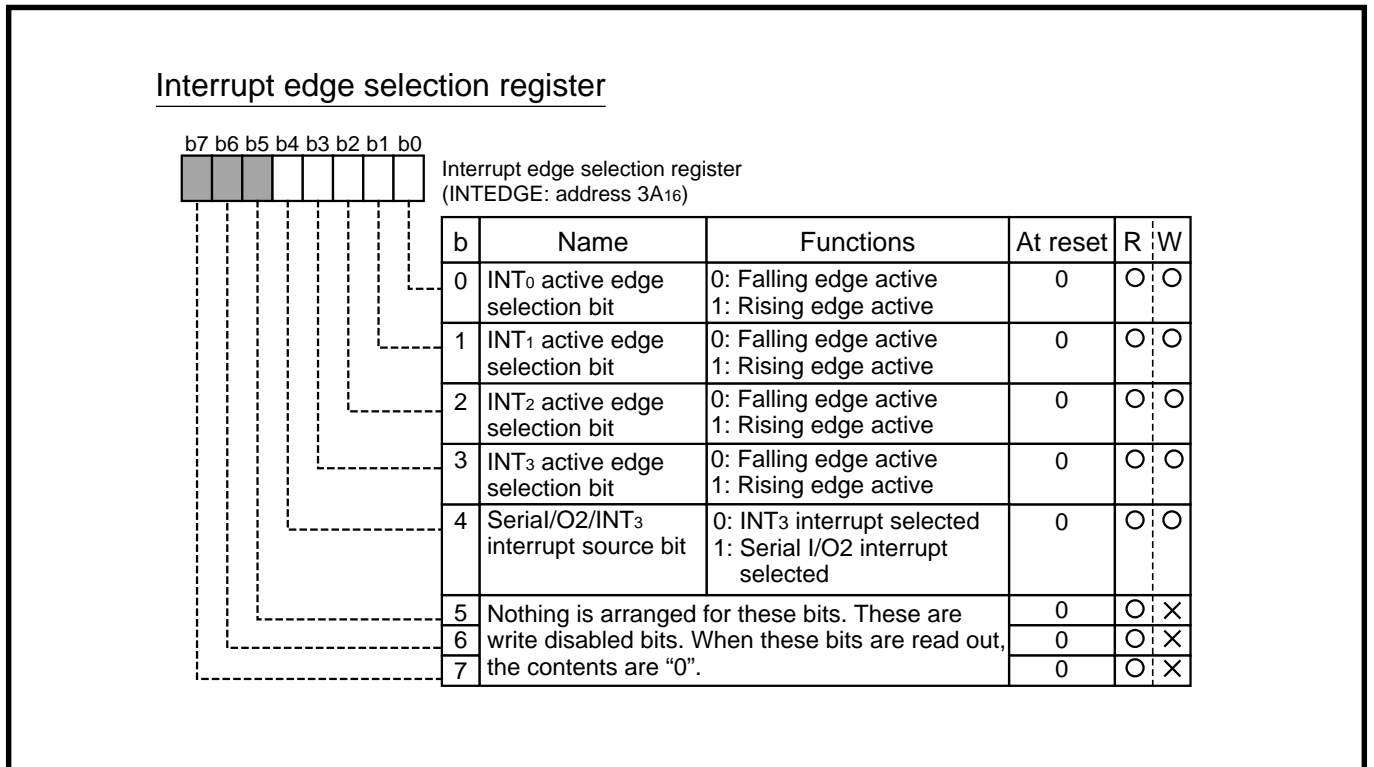 Interrupt edge selection register
b7 b6 b5 b4 b3 b2 b1 b0
Interrupt edge selection register
(INTEDGE: address 3A16)
b Name Functions At reset R W
0 INT0 active edge selection bit 0: Falling edge active 0 O O
1: Rising edge active
1 INT1 active edge selection bit 0: Falling edge active 0 O O
1: Rising edge active
2 INT2 active edge selection bit 0: Falling edge active 0 O O
1: Rising edge active
3 INT3 active edge selection bit 0: Falling edge active 0 O O
1: Rising edge active
4 Serial/O2/INT3 interrupt source bit 0: INT3 interrupt selected 0 O O
1: Serial I/O2 interrupt selected
5 Nothing is arranged for these bits. These are 0 O ×
6 write disabled bits. When these bits are read out, 0 O ×
7 the contents are “0”. 0 O ×